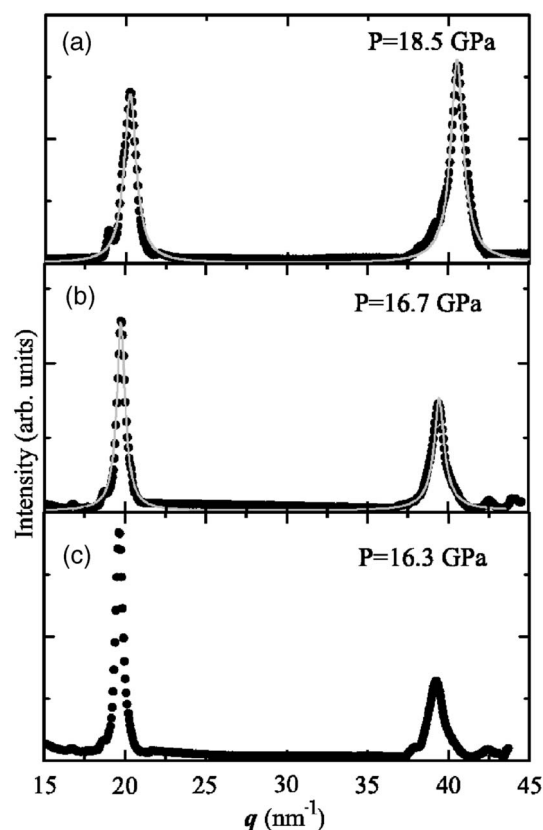 (a)
P=18.5 GPa
(b)
P=16.7 GPa
(c)
P=16.3 GPa
Intensity (arb. units)
15 20 25 30 35 40 45
q (nm⁻¹)